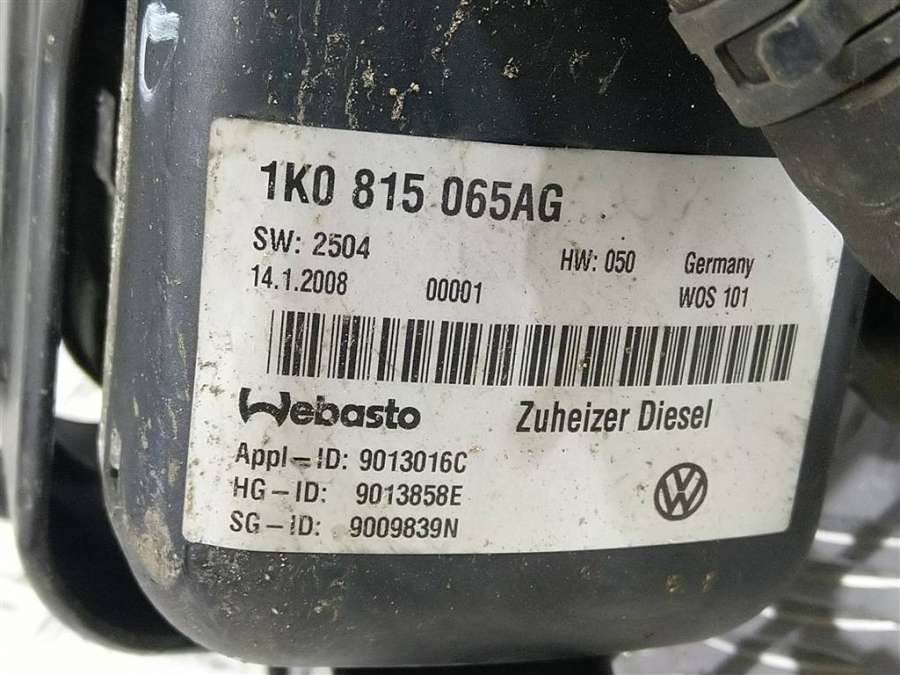 1K0 815 065AG
SW: 2504 HW: 050 Germany
14.1.2008 00001 WOS 101
Webasto Zuheizer Diesel
Appl-ID: 9013016C
HG-ID: 9013858E
SG-ID: 9009839N
VW